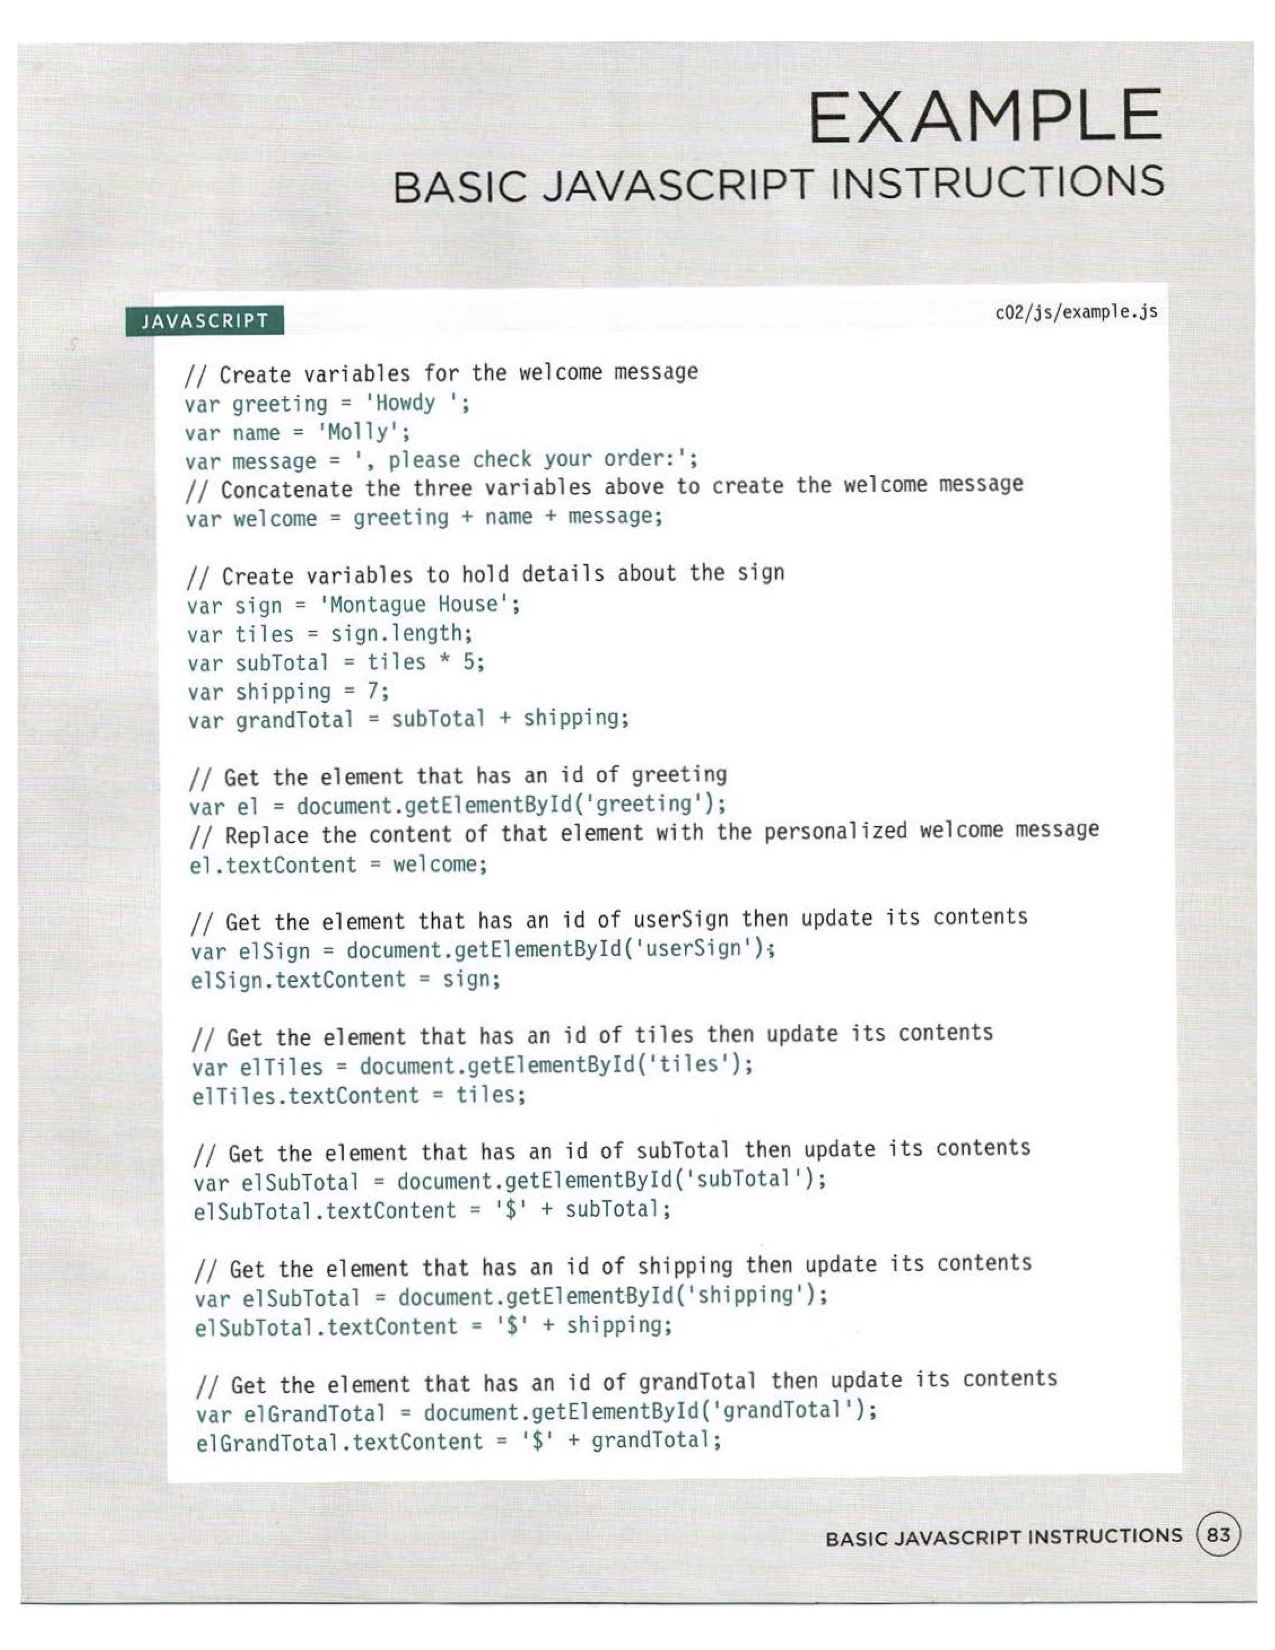 EXAMPLE
BASIC JAVASCRIPT INSTRUCTIONS
JAVASCRIPT
c02/js/example.js
// Create variables for the welcome message
var greeting = 'Howdy ';
var name = 'Molly';
var message = ', please check your order:';
// Concatenate the three variables above to create the welcome message
var welcome = greeting + name + message;
// Create variables to hold details about the sign
var sign = 'Montague House';
var tiles = sign.length;
var subTotal = tiles * 5;
var shipping = 7;
var grandTotal = subTotal + shipping;
// Get the element that has an id of greeting
var el = document.getElementById('greeting');
// Replace the content of that element with the personalized welcome message
el.textContent = welcome;
// Get the element that has an id of userSign then update its contents
var elSign = document.getElementById('userSign');
elSign.textContent = sign;
// Get the element that has an id of tiles then update its contents
var elTiles = document.getElementById('tiles');
elTiles.textContent = tiles;
// Get the element that has an id of subTotal then update its contents
var elSubTotal = document.getElementById('subTotal');
elSubTotal.textContent = '$' + subTotal;
// Get the element that has an id of shipping then update its contents
var elSubTotal = document.getElementById('shipping');
elSubTotal.textContent = '$' + shipping;
// Get the element that has an id of grandTotal then update its contents
var elGrandTotal = document.getElementById('grandTotal');
elGrandTotal.textContent = '$' + grandTotal;
BASIC JAVASCRIPT INSTRUCTIONS 83